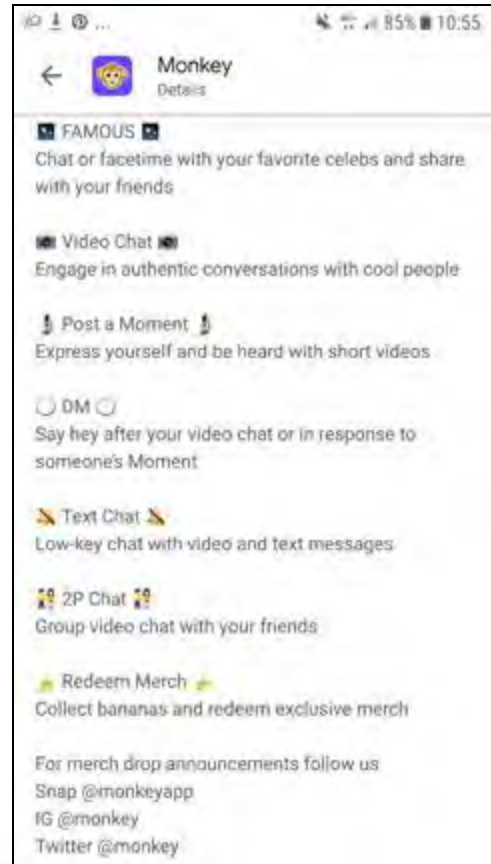 ... 85% 10:55
Monkey
Details
FAMOUS
Chat or facetime with your favorite celebs and share
with your friends
Video Chat
Engage in authentic conversations with cool people
Post a Moment
Express yourself and be heard with short videos
DM
Say hey after your video chat or in response to
someone's Moment
Text Chat
Low-key chat with video and text messages
2P Chat
Group video chat with your friends
Redeem Merch
Collect bananas and redeem exclusive merch
For merch drop announcements follow us
Snap @monkeyapp
IG @monkey
Twitter @monkey